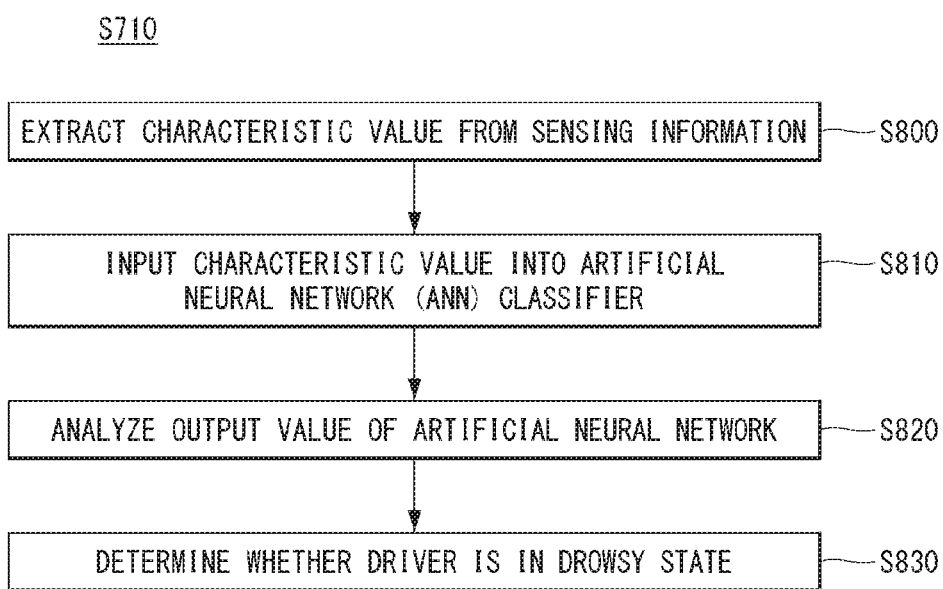 S710
EXTRACT CHARACTERISTIC VALUE FROM SENSING INFORMATION
S800
INPUT CHARACTERISTIC VALUE INTO ARTIFICIAL
NEURAL NETWORK (ANN) CLASSIFIER
S810
ANALYZE OUTPUT VALUE OF ARTIFICIAL NEURAL NETWORK
S820
DETERMINE WHETHER DRIVER IS IN DROWSY STATE
S830